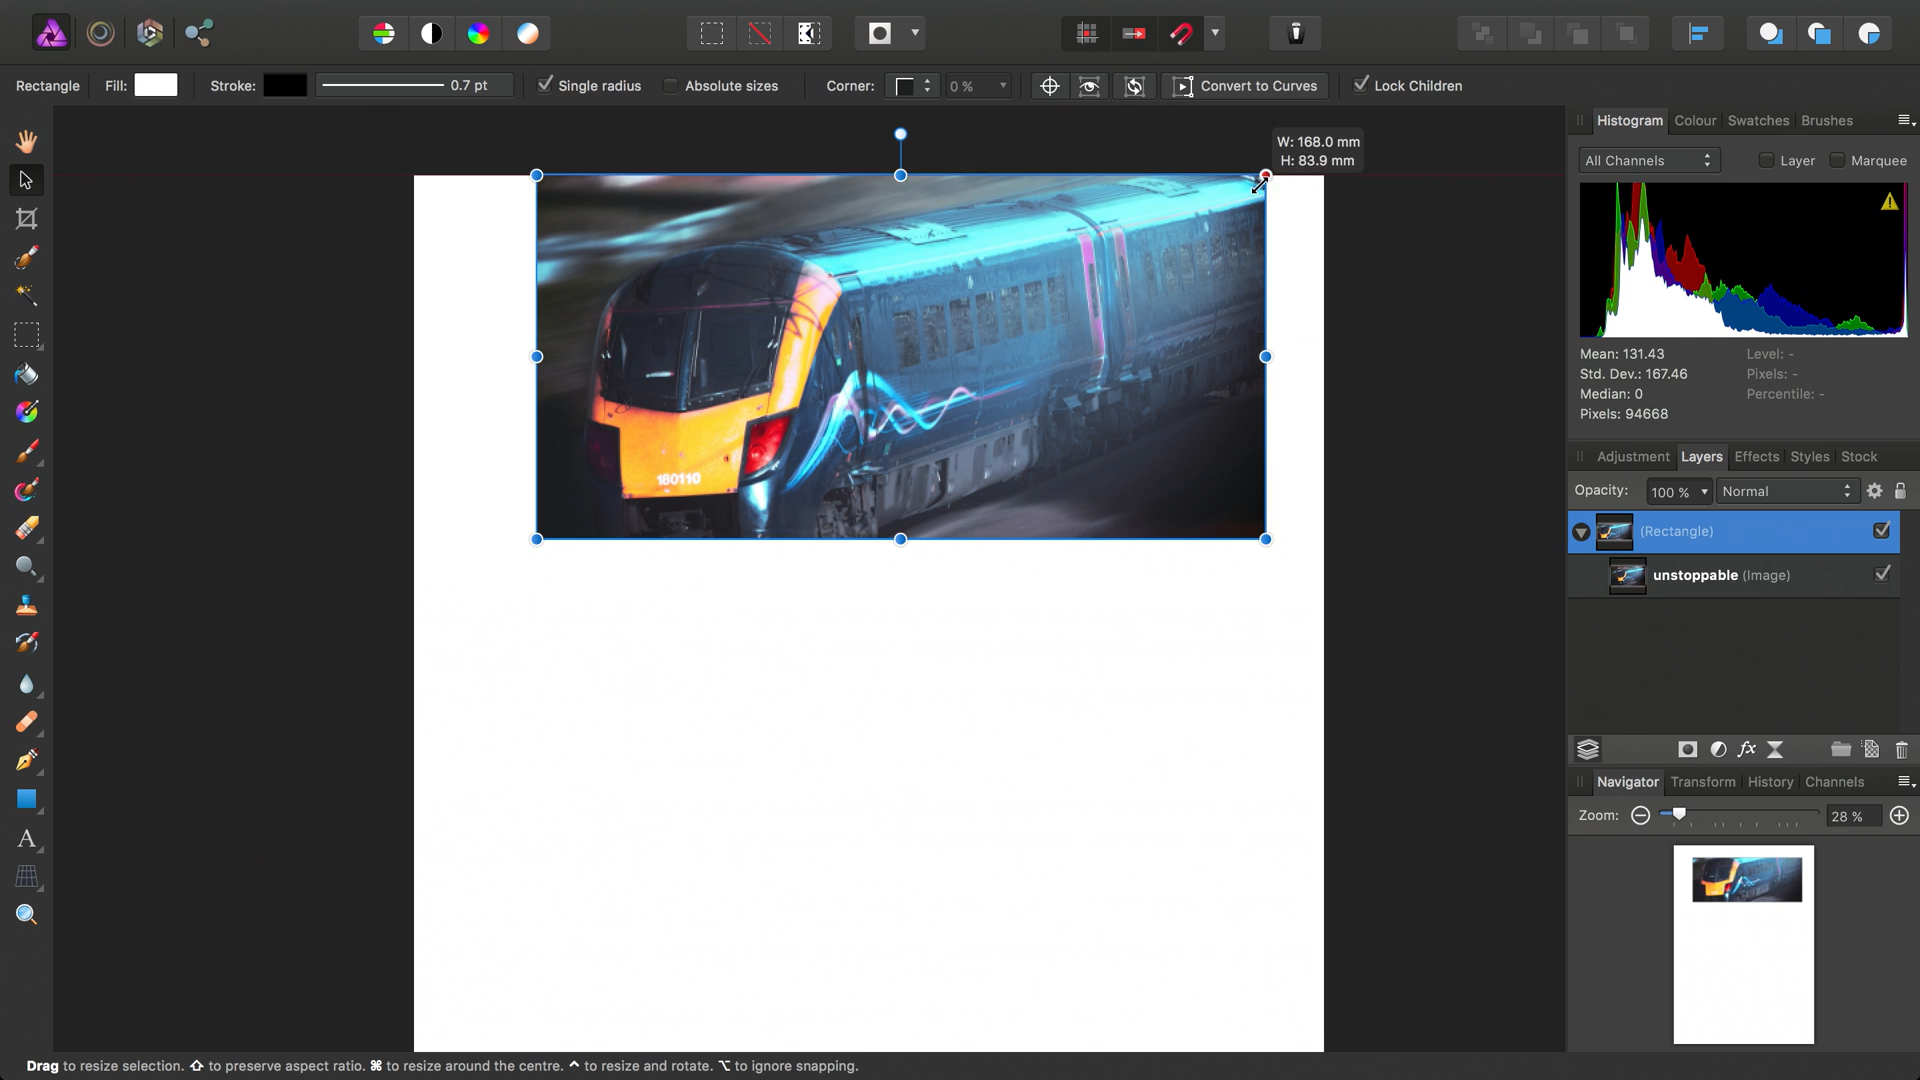 Rectangle Fill: Stroke: 0.7 pt Single radius Absolute sizes Corner: 0 % Convert to Curves Lock Children
Histogram Colour Swatches Brushes
W: 168.0 mm
H: 83.9 mm
All Channels Layer Marquee
Mean: 131.43 Level: -
Std. Dev.: 167.46 Pixels: -
Median: 0 Percentile: -
Pixels: 94668
180110
Adjustment Layers Effects Styles Stock
Opacity: 100 % Normal
(Rectangle)
unstoppable (Image)
fx
Navigator Transform History Channels
Zoom: 28 %
A
Drag to resize selection. ⇧ to preserve aspect ratio. ⌘ to resize around the centre. ^ to resize and rotate. ⌥ to ignore snapping.